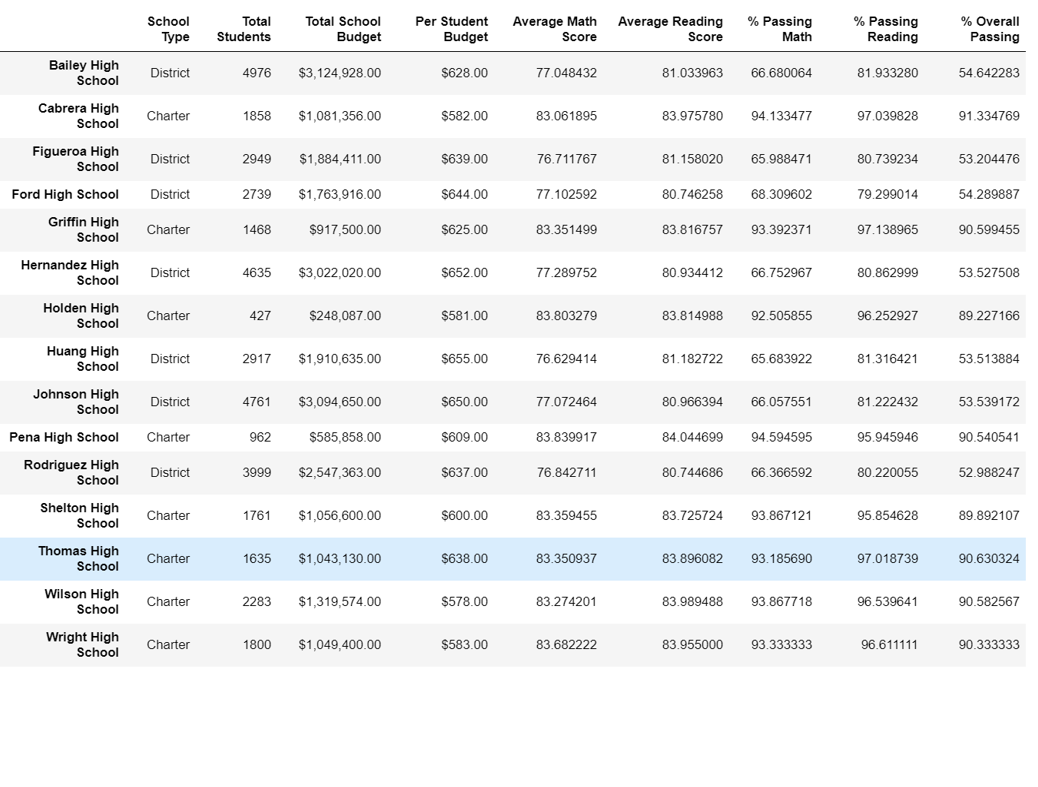 School Type Total Students Total School Budget Per Student Budget Average Math Score Average Reading Score % Passing Math % Passing Reading % Overall Passing
Bailey High School District 4976 $3,124,928.00 $628.00 77.048432 81.033963 66.680064 81.933280 54.642283
Cabrera High School Charter 1858 $1,081,356.00 $582.00 83.061895 83.975780 94.133477 97.039828 91.334769
Figueroa High School District 2949 $1,884,411.00 $639.00 76.711767 81.158020 65.988471 80.739234 53.204476
Ford High School District 2739 $1,763,916.00 $644.00 77.102592 80.746258 68.309602 79.299014 54.289887
Griffin High School Charter 1468 $917,500.00 $625.00 83.351499 83.816757 93.392371 97.138965 90.599455
Hernandez High School District 4635 $3,022,020.00 $652.00 77.289752 80.934412 66.752967 80.862999 53.527508
Holden High School Charter 427 $248,087.00 $581.00 83.803279 83.814988 92.505855 96.252927 89.227166
Huang High School District 2917 $1,910,635.00 $655.00 76.629414 81.182722 65.683922 81.316421 53.513884
Johnson High School District 4761 $3,094,650.00 $650.00 77.072464 80.966394 66.057551 81.222432 53.539172
Pena High School Charter 962 $585,858.00 $609.00 83.839917 84.044699 94.594595 95.945946 90.540541
Rodriguez High School District 3999 $2,547,363.00 $637.00 76.842711 80.744686 66.366592 80.220055 52.988247
Shelton High School Charter 1761 $1,056,600.00 $600.00 83.359455 83.725724 93.867121 95.854628 89.892107
Thomas High School Charter 1635 $1,043,130.00 $638.00 83.350937 83.896082 93.185690 97.018739 90.630324
Wilson High School Charter 2283 $1,319,574.00 $578.00 83.274201 83.989488 93.867718 96.539641 90.582567
Wright High School Charter 1800 $1,049,400.00 $583.00 83.682222 83.955000 93.333333 96.611111 90.333333